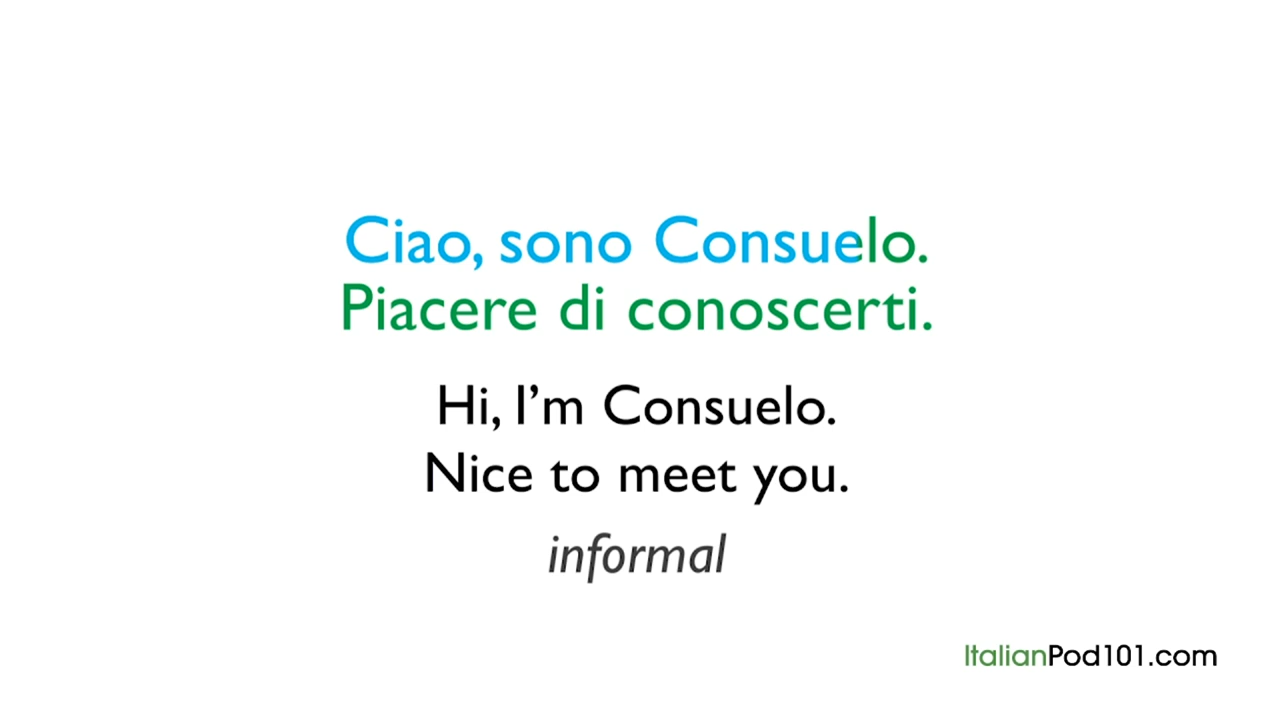 Ciao, sono Consuelo.
Piacere di conoscerti.
Hi, I’m Consuelo.
Nice to meet you.
informal
ItalianPod101.com